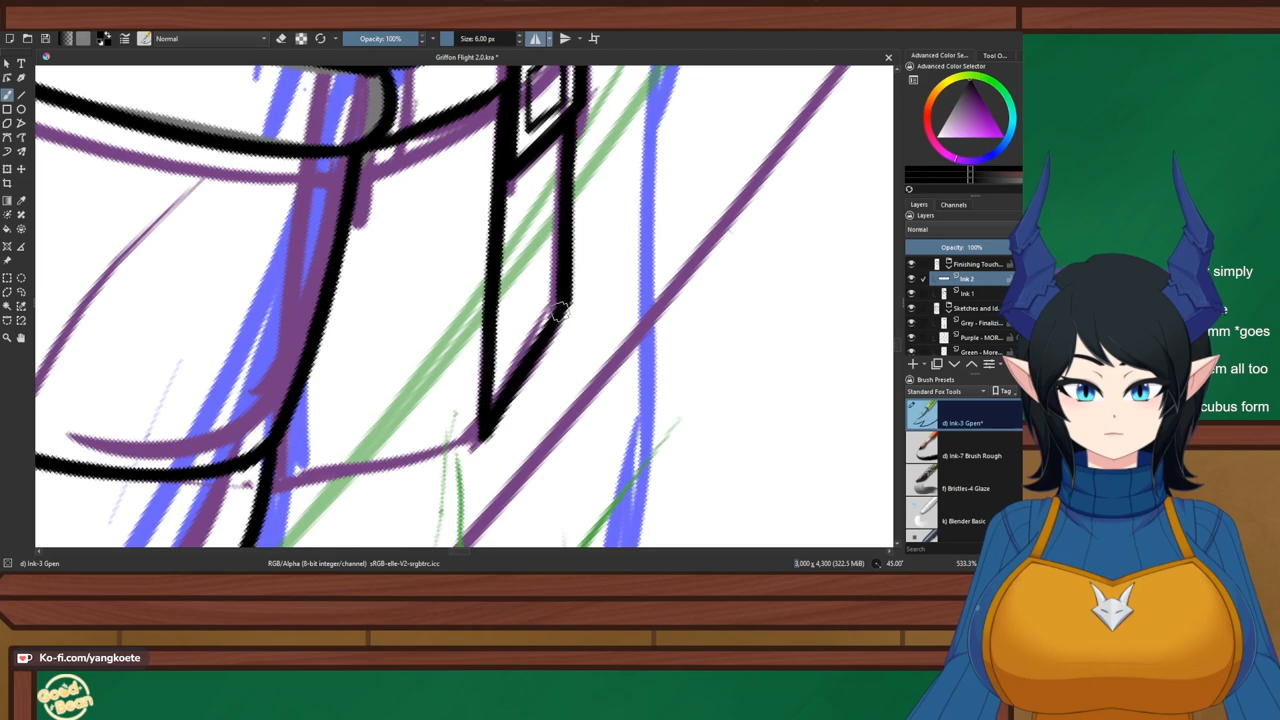 Normal
Opacity: 100%
Size: 6.00 px
Griffon Flight 2.0.kra *
Advanced Color Se...
Tool O...
Advanced Color Selector
Layers
Channels
Layers
Normal
Opacity: 100%
Finishing Touch...
Ink 2
Ink 1
Sketches and Id...
Grey - Finalizi...
Purple - MOR...
Green - More...
Brush Presets
Standard Fox Tools
Tag
d) Ink-3 Gpen*
d) Ink-7 Brush Rough
f) Bristles-4 Glaze
k) Blender Basic
Search
d) Ink-3 Gpen
RGB/Alpha (8-bit integer/channel) sRGB-elle-V2-srgbtrc.icc
3,000 x 4,300 (322.5 MiB)
45.00°
533.3%
simply
mm *goes
em all too
cubus form
Ko-fi.com/yangkoete
Good
Bean